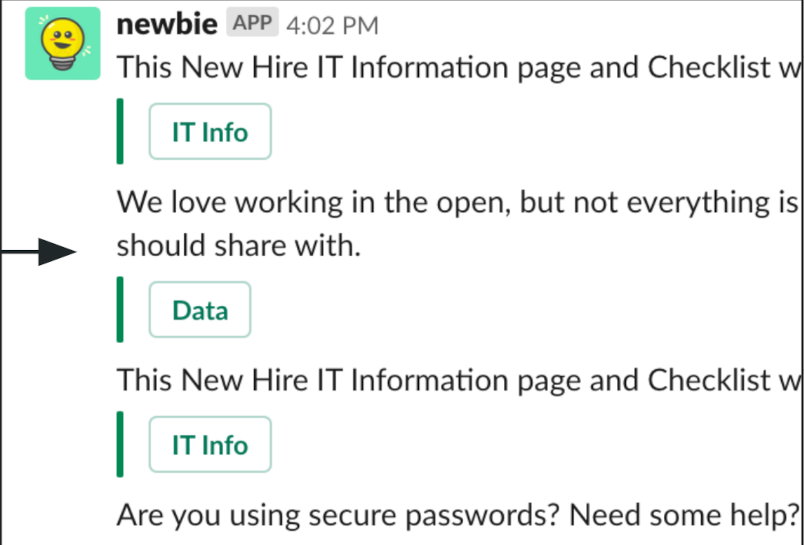 newbie APP 4:02 PM
This New Hire IT Information page and Checklist w
IT Info
We love working in the open, but not everything is
should share with.
Data
This New Hire IT Information page and Checklist w
IT Info
Are you using secure passwords? Need some help?